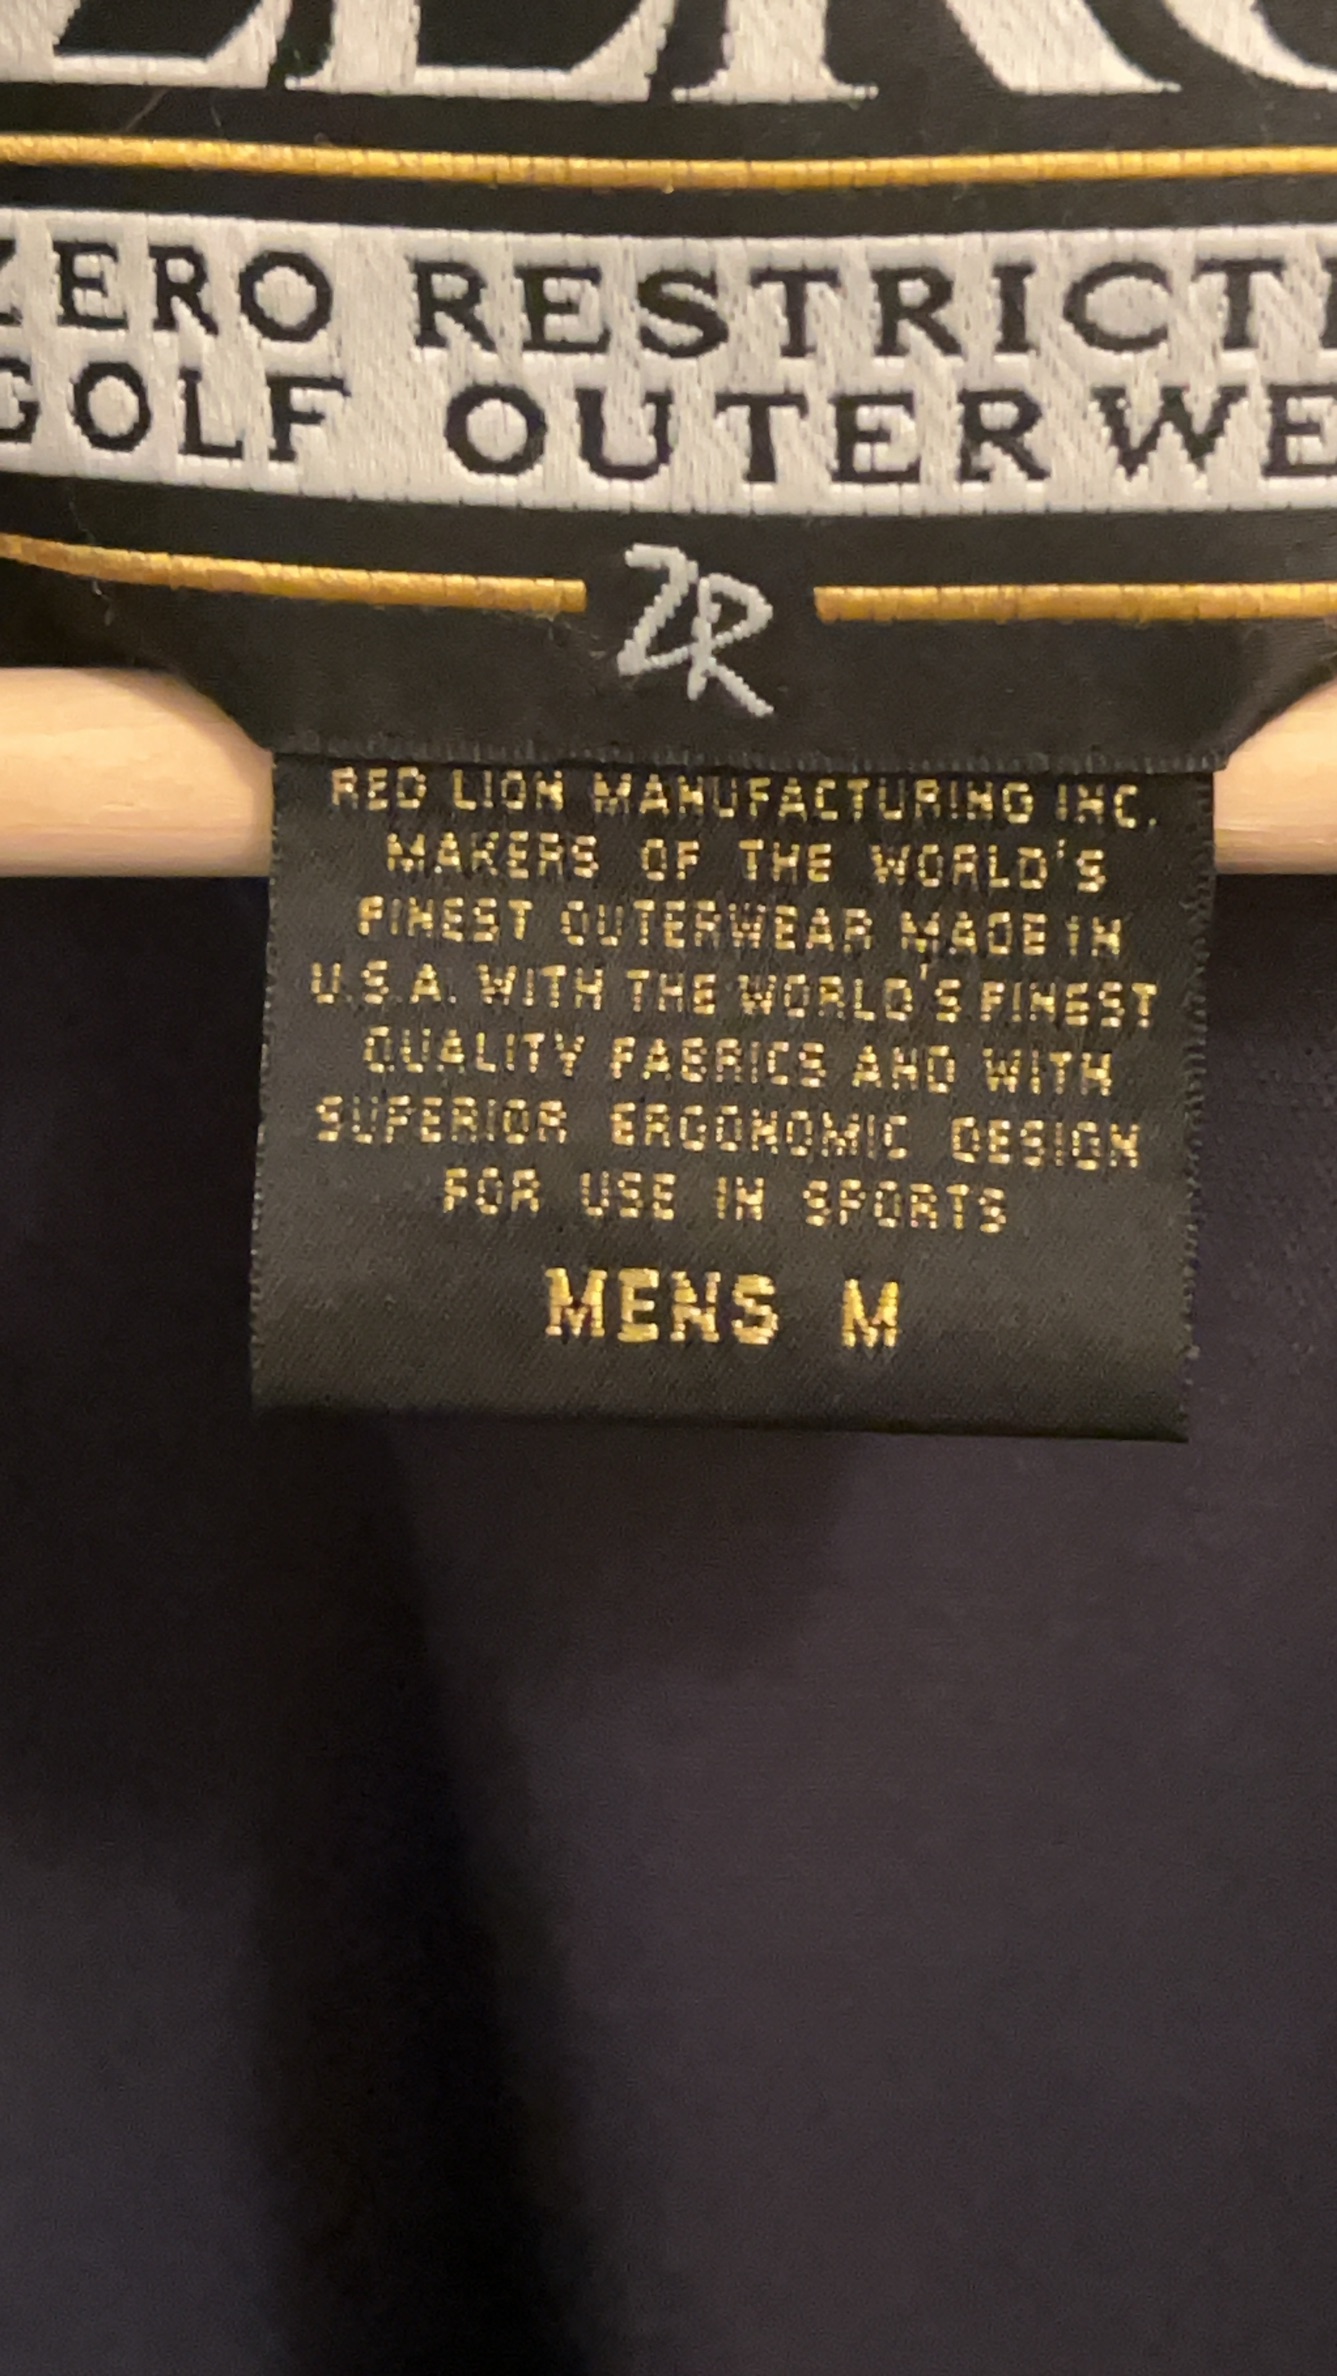 ZERO RESTRICTI
GOLF OUTERWE
ZR
RED LION MANUFACTURING INC.
MAKERS OF THE WORLD'S
FINEST OUTERWEAR MADE IN
U.S.A. WITH THE WORLD'S FINEST
QUALITY FABRICS AND WITH
SUPERIOR ERGONOMIC DESIGN
FOR USE IN SPORTS
MENS M